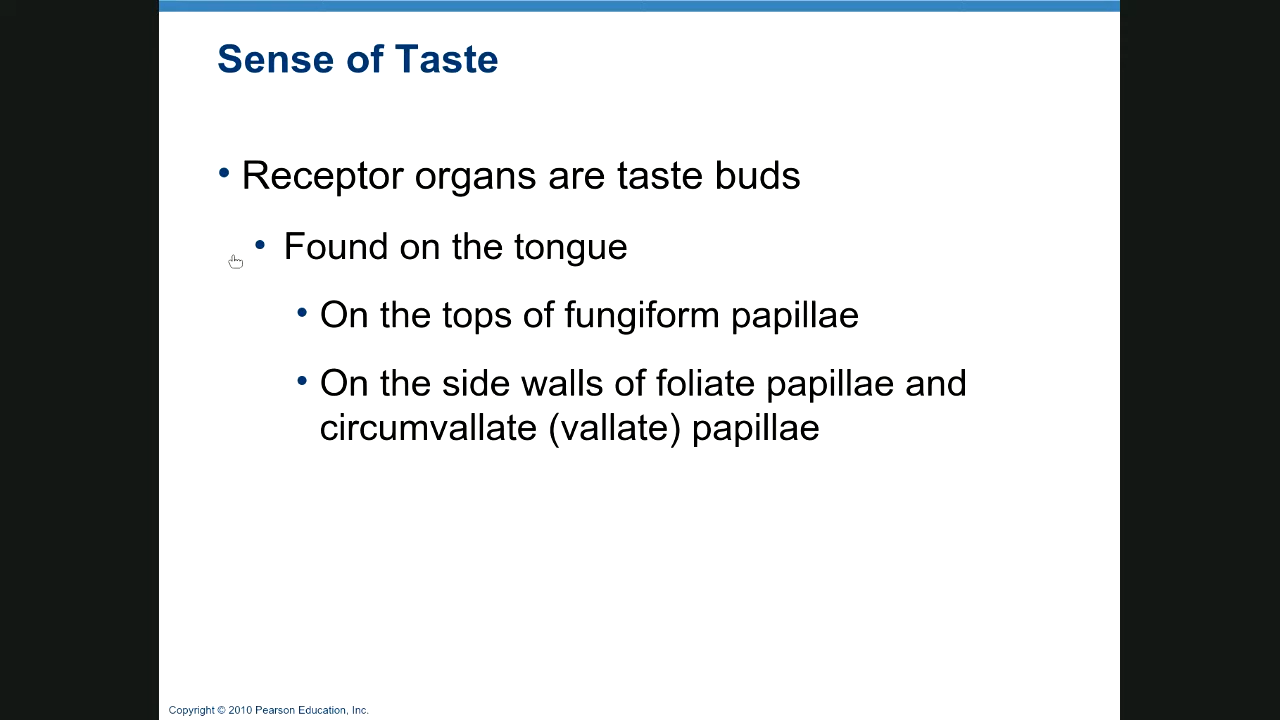 Sense of Taste
• Receptor organs are taste buds
• Found on the tongue
• On the tops of fungiform papillae
• On the side walls of foliate papillae and
circumvallate (vallate) papillae
Copyright © 2010 Pearson Education, Inc.